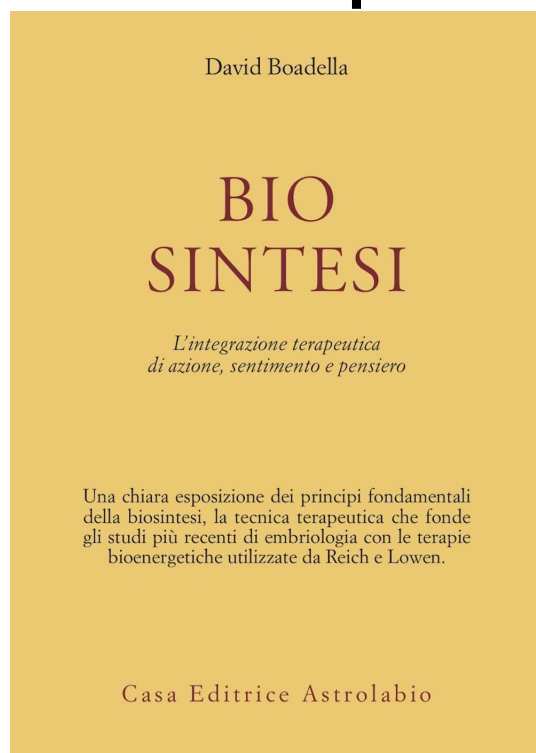 David Boadella
BIO
SINTESI
L'integrazione terapeutica
di azione, sentimento e pensiero
Una chiara esposizione dei principi fondamentali
della biosintesi, la tecnica terapeutica che fonde
gli studi più recenti di embriologia con le terapie
bioenergetiche utilizzate da Reich e Lowen.
Casa Editrice Astrolabio